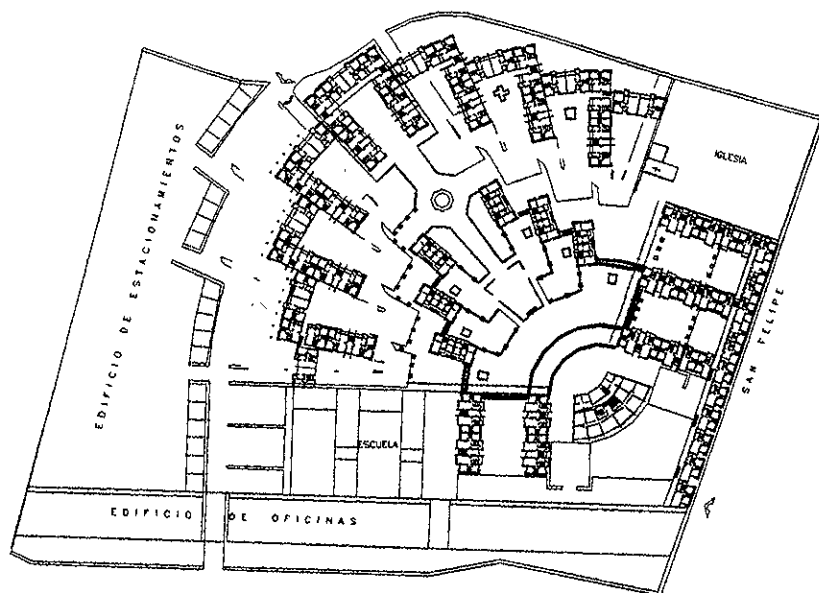 IGLESIA
EDIFICIO DE ESTACIONAMIENTOS
SAN FELIPE
ESCUELA
EDIFICIO DE OFICINAS